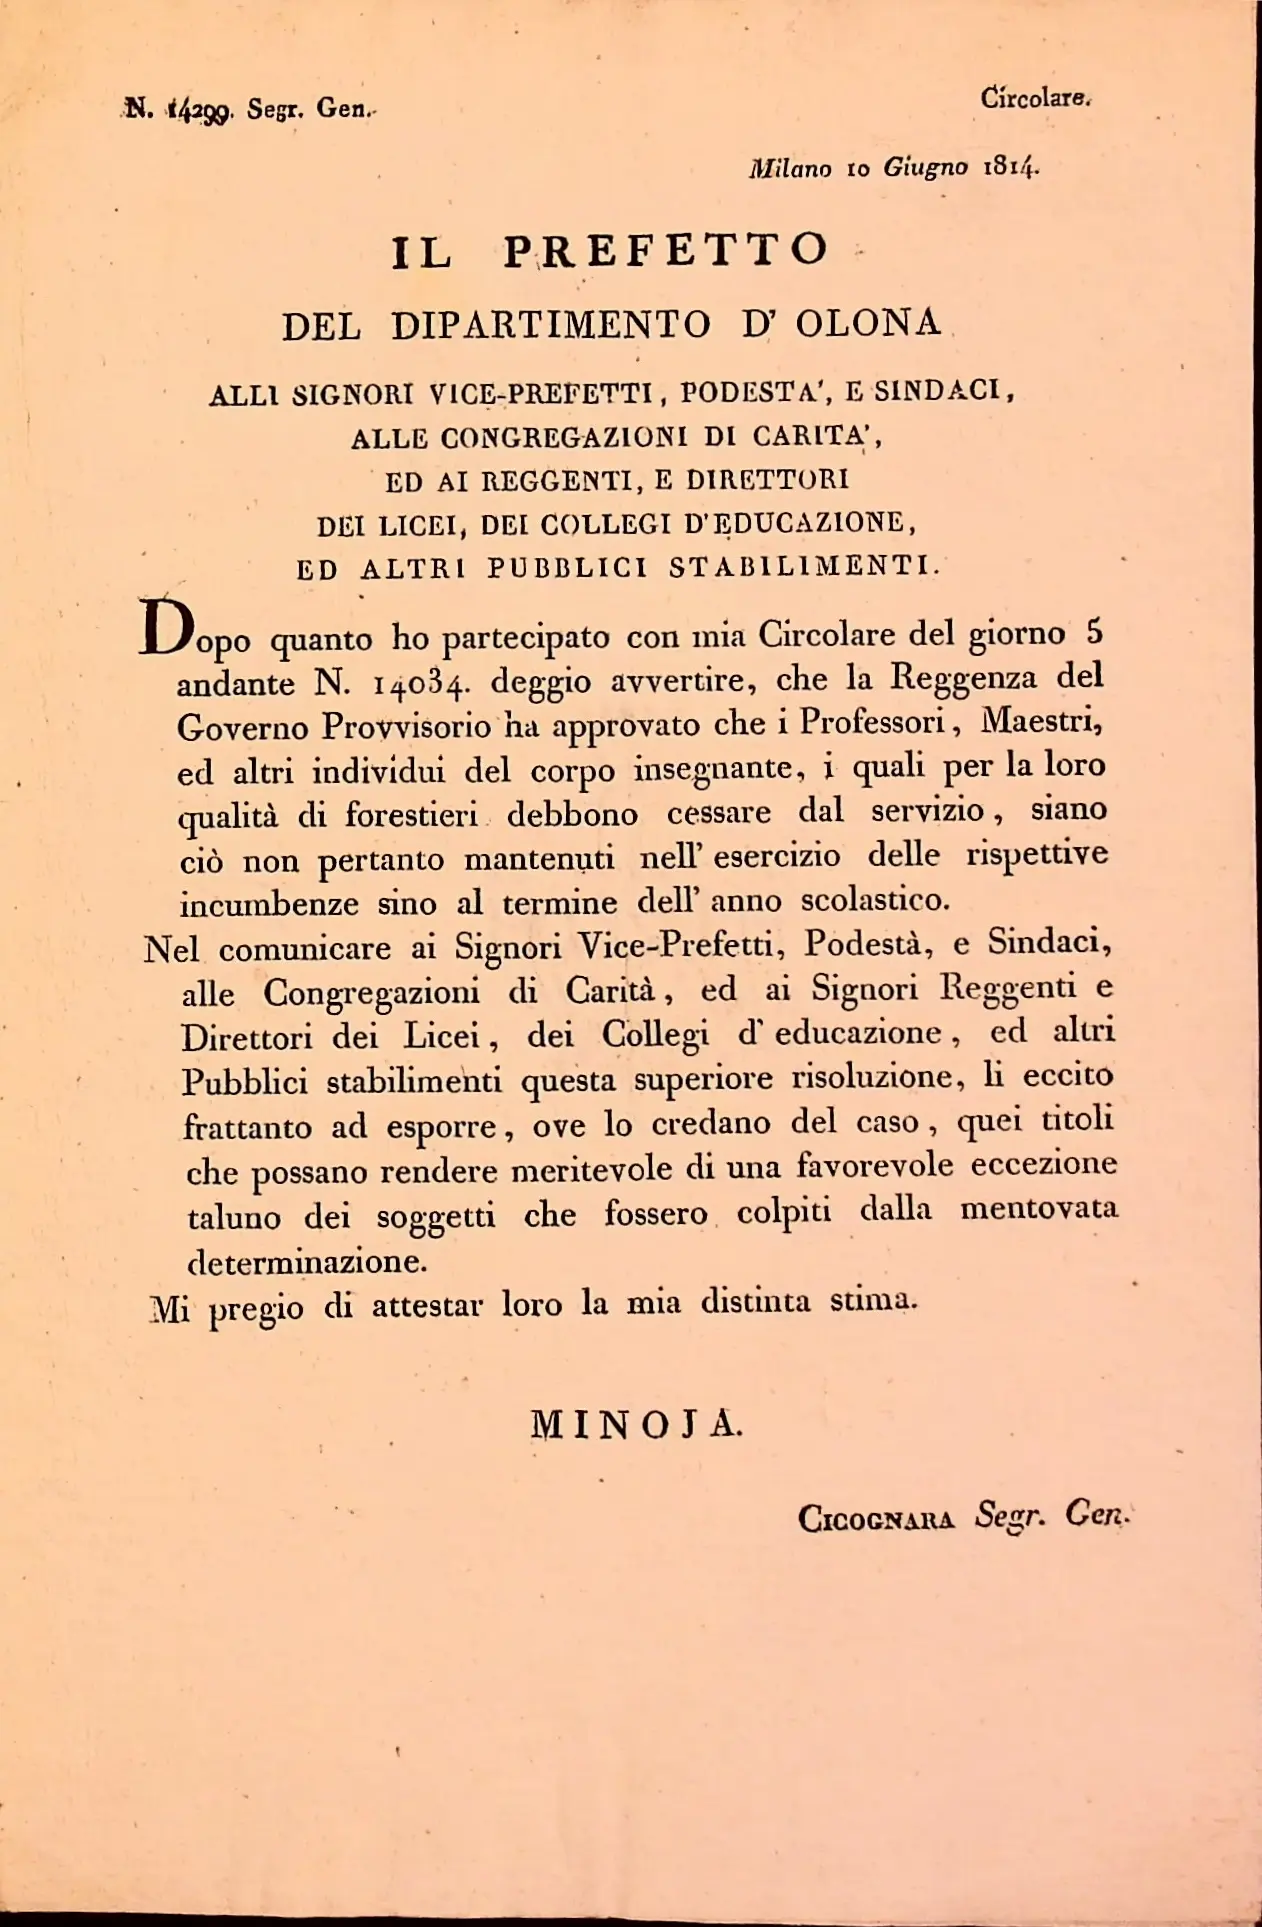 N. 14299. Segr. Gen.
Circolare.
Milano 10 Giugno 1814.
IL PREFETTO
DEL DIPARTIMENTO D' OLONA
ALLI SIGNORI VICE-PREFETTI, PODESTA', E SINDACI,
ALLE CONGREGAZIONI DI CARITA',
ED AI REGGENTI, E DIRETTORI
DEI LICEI, DEI COLLEGI D'EDUCAZIONE,
ED ALTRI PUBBLICI STABILIMENTI.
Dopo quanto ho partecipato con mia Circolare del giorno 5
andante N. 14034. deggio avvertire, che la Reggenza del
Governo Provvisorio ha approvato che i Professori, Maestri,
ed altri individui del corpo insegnante, i quali per la loro
qualità di forestieri debbono cessare dal servizio, siano
ciò non pertanto mantenuti nell' esercizio delle rispettive
incumbenze sino al termine dell' anno scolastico.
Nel comunicare ai Signori Vice-Prefetti, Podestà, e Sindaci,
alle Congregazioni di Carità, ed ai Signori Reggenti e
Direttori dei Licei, dei Collegi d' educazione, ed altri
Pubblici stabilimenti questa superiore risoluzione, li eccito
frattanto ad esporre, ove lo credano del caso, quei titoli
che possano rendere meritevole di una favorevole eccezione
taluno dei soggetti che fossero colpiti dalla mentovata
determinazione.
Mi pregio di attestar loro la mia distinta stima.
MINOJA.
CICOGNARA Segr. Gen.